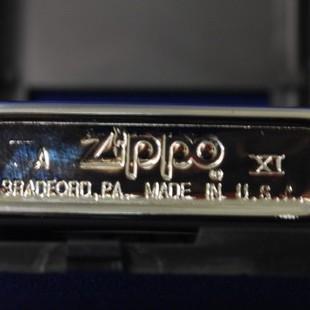 A Zippo ® XI
BRADFORD, PA. MADE IN U.S.A.